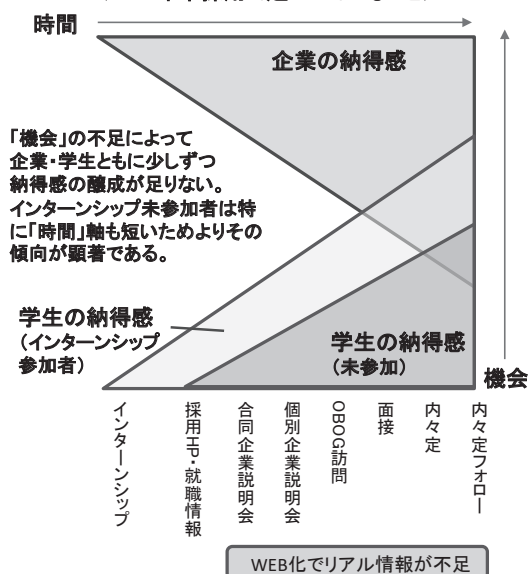 時間
企業の納得感
「機会」の不足によって
企業・学生ともに少しずつ
納得感の醸成が足りない。
インターンシップ未参加者は特
に「時間」軸も短いためよりその
傾向が顕著である。
学生の納得感
（インターンシップ
参加者）
学生の納得感
（未参加）
機会
インターンシップ
採用HP・就職情報
合同企業説明会
個別企業説明会
OBOG訪問
面接
内々定
内々定フォロー
WEB化でリアル情報が不足